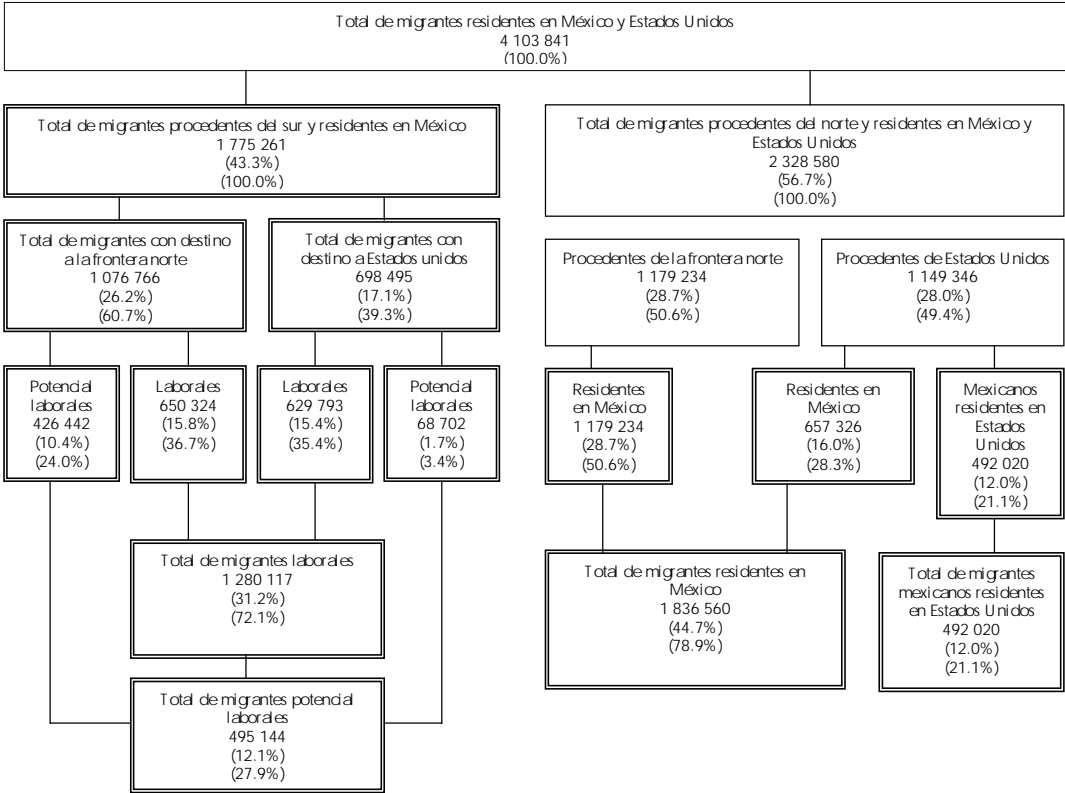 Total de migrantes residentes en México y Estados Unidos
4 103 841
(100.0%)
Total de migrantes procedentes del sur y residentes en México
1 775 261
(43.3%)
(100.0%)
Total de migrantes procedentes del norte y residentes en México y
Estados Unidos
2 328 580
(56.7%)
(100.0%)
Total de migrantes con destino
a la frontera norte
1 076 766
(26.2%)
(60.7%)
Total de migrantes con
destino a Estados unidos
698 495
(17.1%)
(39.3%)
Procedentes de la frontera norte
1 179 234
(28.7%)
(50.6%)
Procedentes de Estados Unidos
1 149 346
(28.0%)
(49.4%)
Potencial
laborales
426 442
(10.4%)
(24.0%)
Laborales
650 324
(15.8%)
(36.7%)
Laborales
629 793
(15.4%)
(35.4%)
Potencial
laborales
68 702
(1.7%)
(3.4%)
Residentes
en México
1 179 234
(28.7%)
(50.6%)
Residentes en
México
657 326
(16.0%)
(28.3%)
Mexicanos
residentes en
Estados
Unidos
492 020
(12.0%)
(21.1%)
Total de migrantes laborales
1 280 117
(31.2%)
(72.1%)
Total de migrantes residentes en
México
1 836 560
(44.7%)
(78.9%)
Total de migrantes
mexicanos residentes
en Estados Unidos
492 020
(12.0%)
(21.1%)
Total de migrantes potencial
laborales
495 144
(12.1%)
(27.9%)